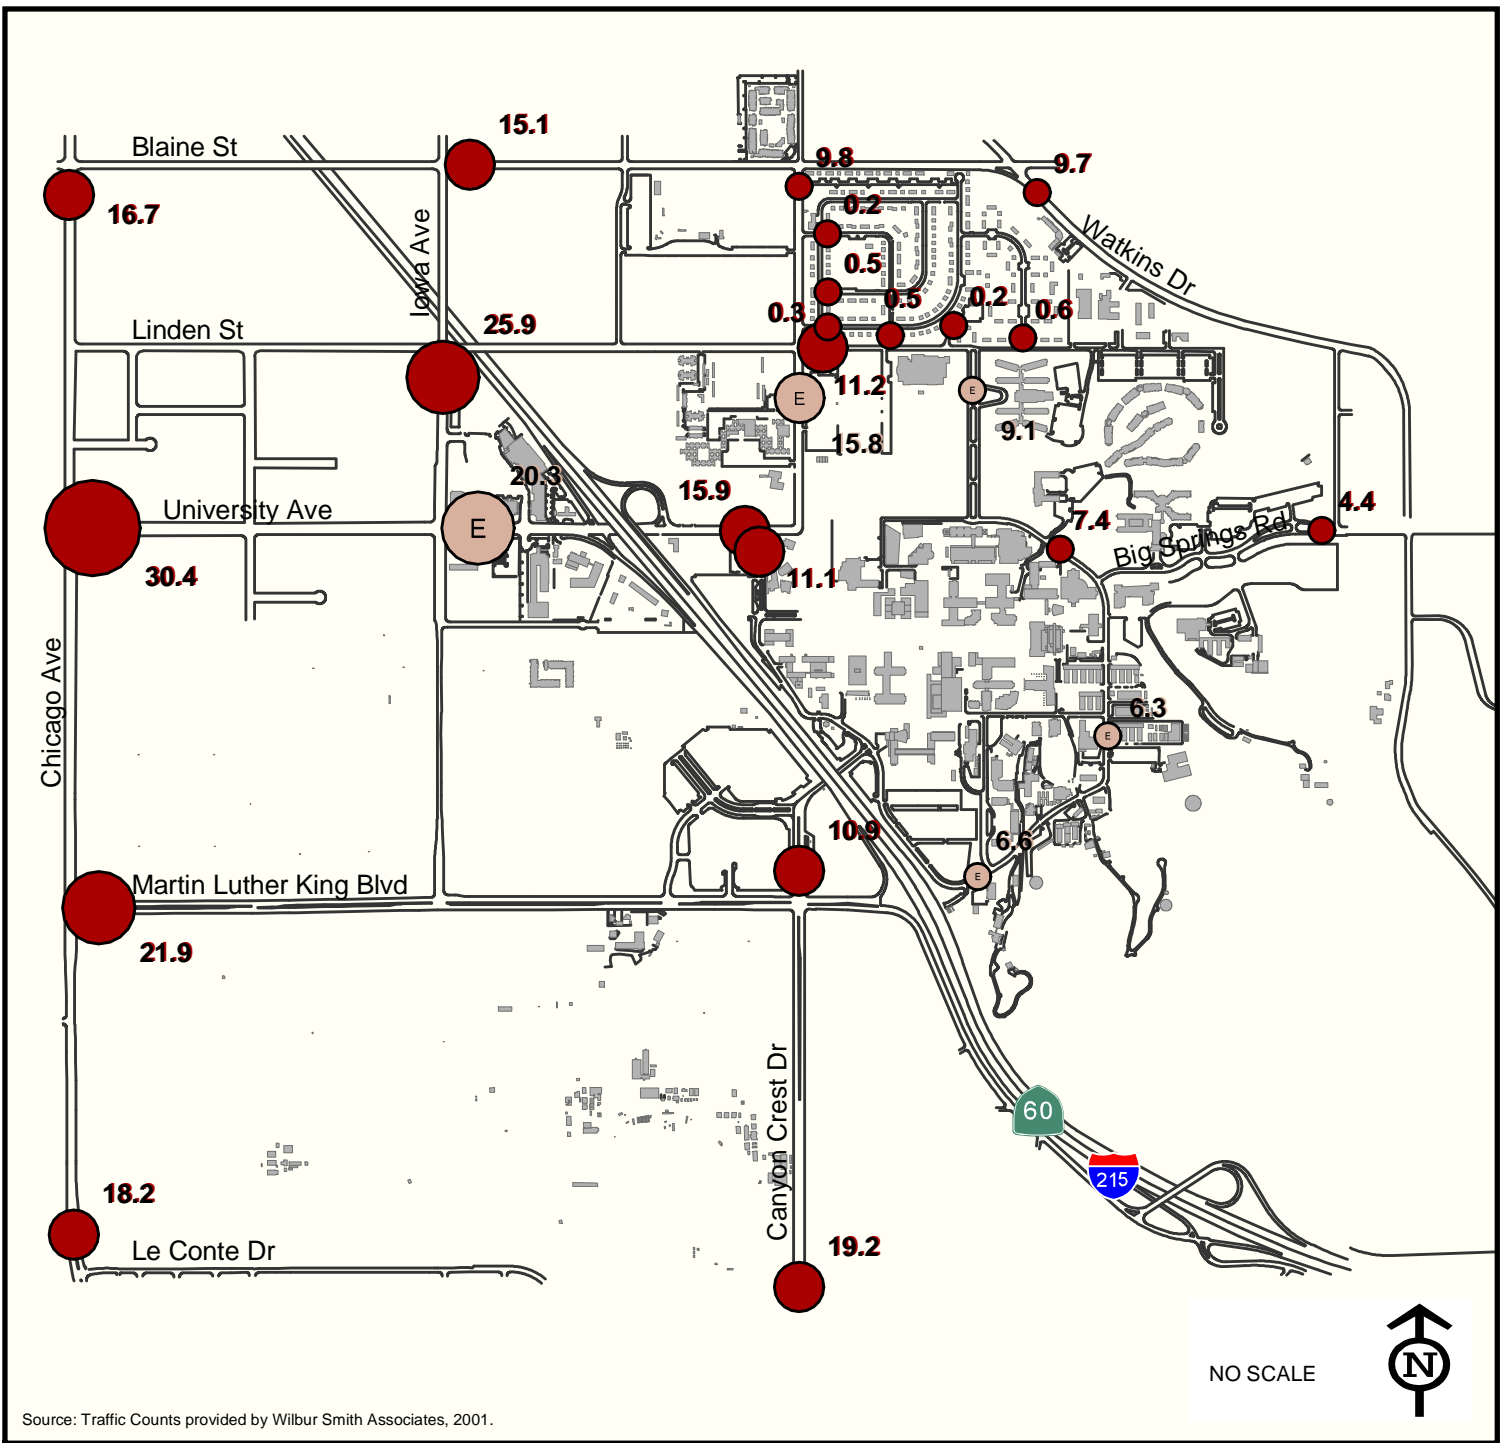 15.1
Blaine St
9.8
9.7
16.7
0.2
Iowa Ave
Watkins Dr
0.5
0.5
0.2
0.6
0.3
Linden St
25.9
11.2
E
E
9.1
15.8
20.3
15.9
University Ave
E
4.4
7.4
Big Springs Rd
30.4
11.1
Chicago Ave
6.3
E
10.9
6.6
E
Martin Luther King Blvd
21.9
60
Canyon Crest Dr
215
18.2
Le Conte Dr
19.2
N
NO SCALE
Source: Traffic Counts provided by Wilbur Smith Associates, 2001.